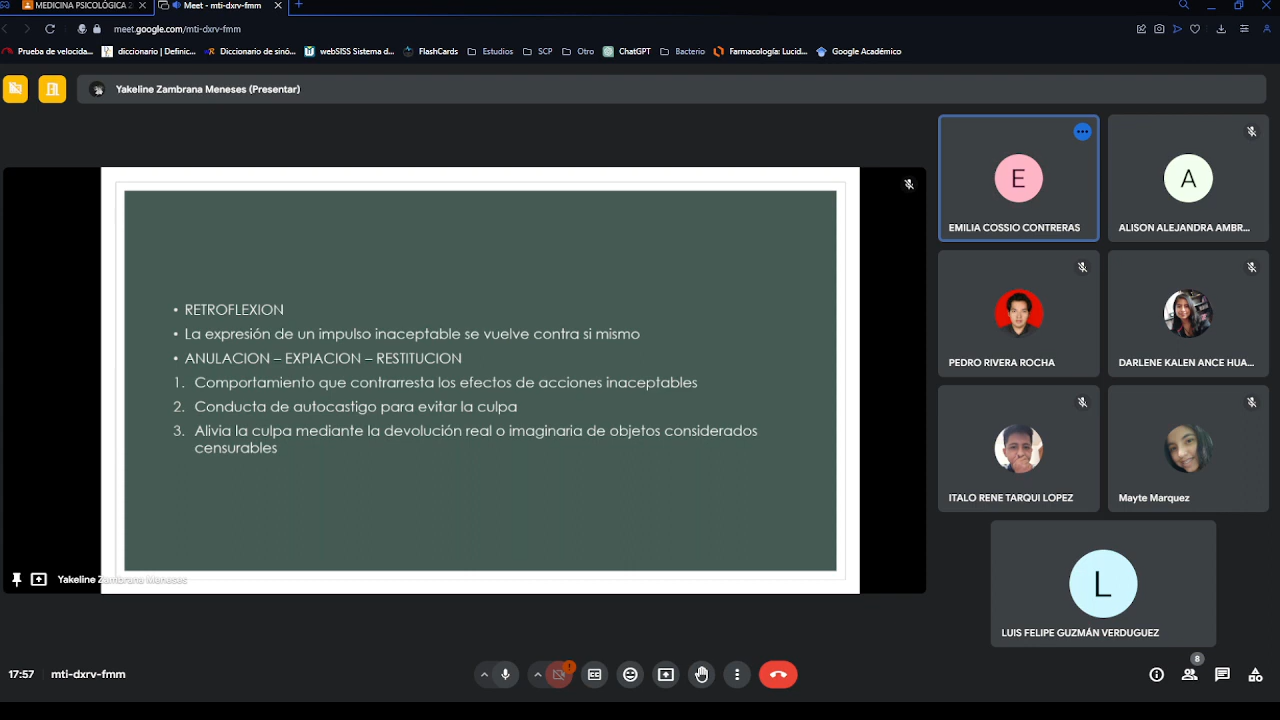 MEDICINA PSICOLÓGICA 2
Meet - mti-dxrv-fmm
meet.google.com/mti-dxrv-fmm
Prueba de velocida...
diccionario | Definic...
Diccionario de sinó...
webSISS Sistema d...
FlashCards
Estudios
SCP
Otro
ChatGPT
Bacterio
Farmacología: Lucid...
Google Académico
Yakeline Zambrana Meneses (Presentar)
• RETROFLEXION
• La expresión de un impulso inaceptable se vuelve contra si mismo
• ANULACION – EXPIACION – RESTITUCION
1. Comportamiento que contrarresta los efectos de acciones inaceptables
2. Conducta de autocastigo para evitar la culpa
3. Alivia la culpa mediante la devolución real o imaginaria de objetos considerados
censurables
Yakeline Zambrana Meneses
E
EMILIA COSSIO CONTRERAS
A
ALISON ALEJANDRA AMBR...
PEDRO RIVERA ROCHA
DARLENE KALEN ANCE HUA...
ITALO RENE TARQUI LOPEZ
Mayte Marquez
L
LUIS FELIPE GUZMÁN VERDUGUEZ
17:57
mti-dxrv-fmm
8